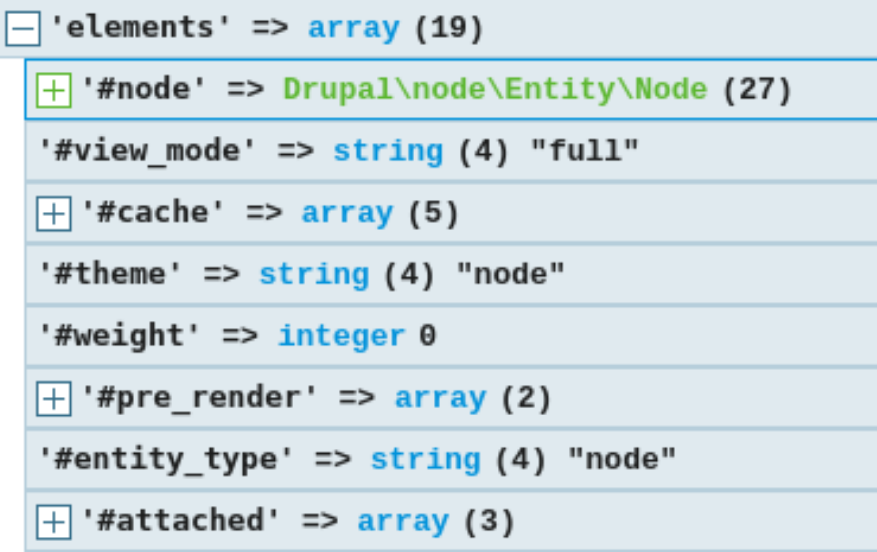 'elements' => array (19)
'#node' => Drupal\node\Entity\Node (27)
'#view_mode' => string (4) "full"
'#cache' => array (5)
'#theme' => string (4) "node"
'#weight' => integer 0
'#pre_render' => array (2)
'#entity_type' => string (4) "node"
'#attached' => array (3)